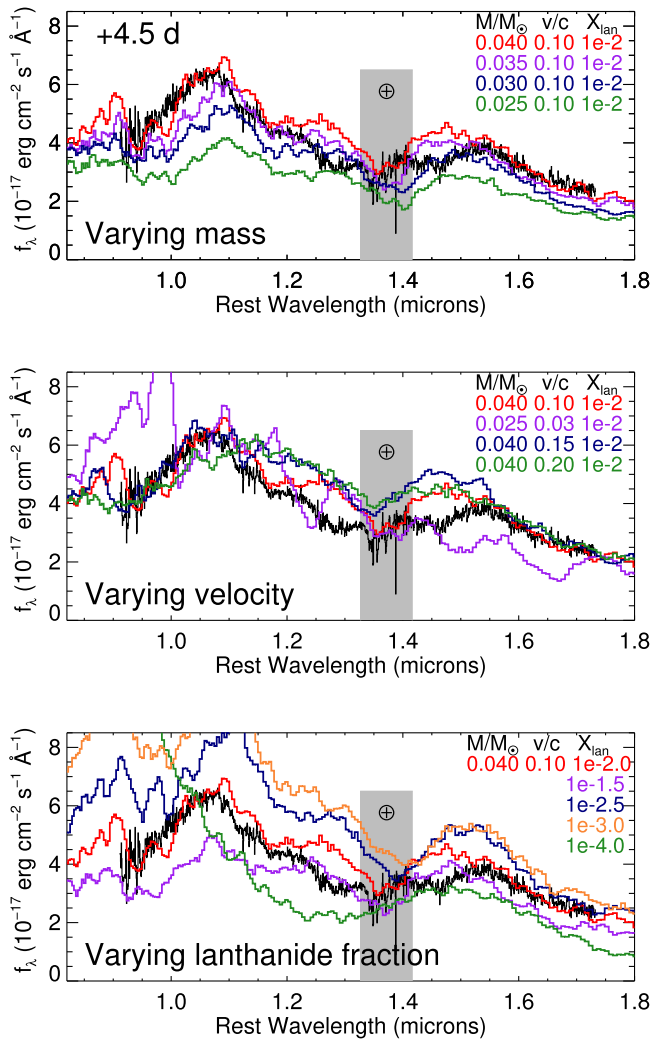 +4.5 d
M/M☉ v/c Xlan
0.040 0.10 1e-2
0.035 0.10 1e-2
0.030 0.10 1e-2
0.025 0.10 1e-2
⊕
8
6
4
2
0
fλ (10−17 erg cm−2 s−1 Å−1)
Varying mass
1.0 1.2 1.4 1.6 1.8
Rest Wavelength (microns)
M/M☉ v/c Xlan
0.040 0.10 1e-2
0.025 0.03 1e-2
0.040 0.15 1e-2
0.040 0.20 1e-2
⊕
8
6
4
2
0
fλ (10−17 erg cm−2 s−1 Å−1)
Varying velocity
1.0 1.2 1.4 1.6 1.8
Rest Wavelength (microns)
M/M☉ v/c Xlan
0.040 0.10 1e-2.0
1e-1.5
1e-2.5
1e-3.0
1e-4.0
⊕
8
6
4
2
0
fλ (10−17 erg cm−2 s−1 Å−1)
Varying lanthanide fraction
1.0 1.2 1.4 1.6 1.8
Rest Wavelength (microns)